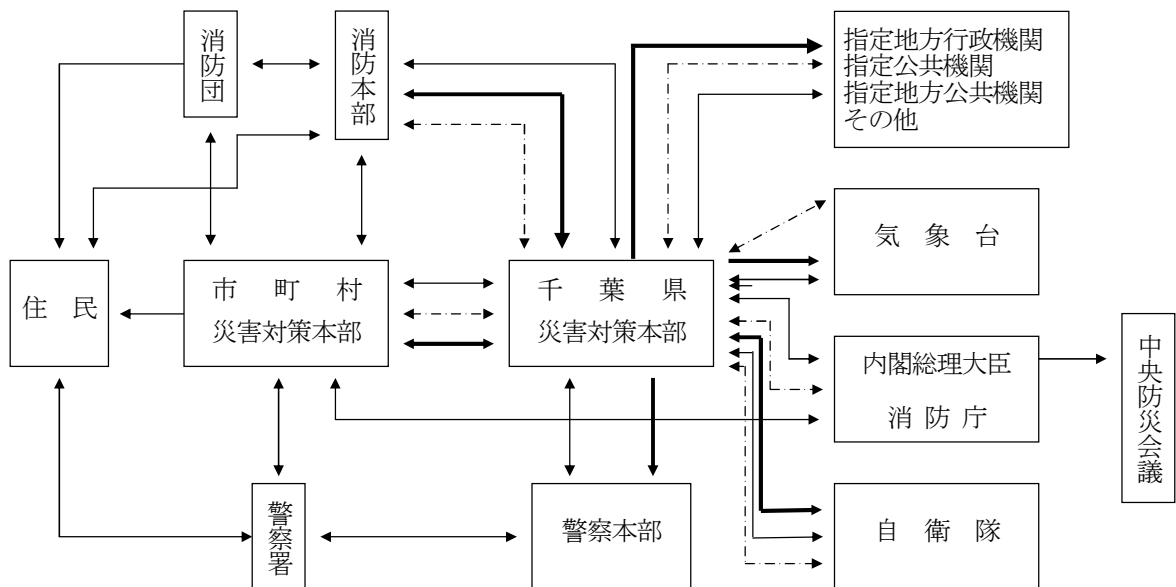 消防団
消防本部
指定地方行政機関
指定公共機関
指定地方公共機関
その他
気象台
住民
市町村
災害対策本部
千葉県
災害対策本部
内閣総理大臣
消防庁
中央防災会議
警察署
警察本部
自衛隊